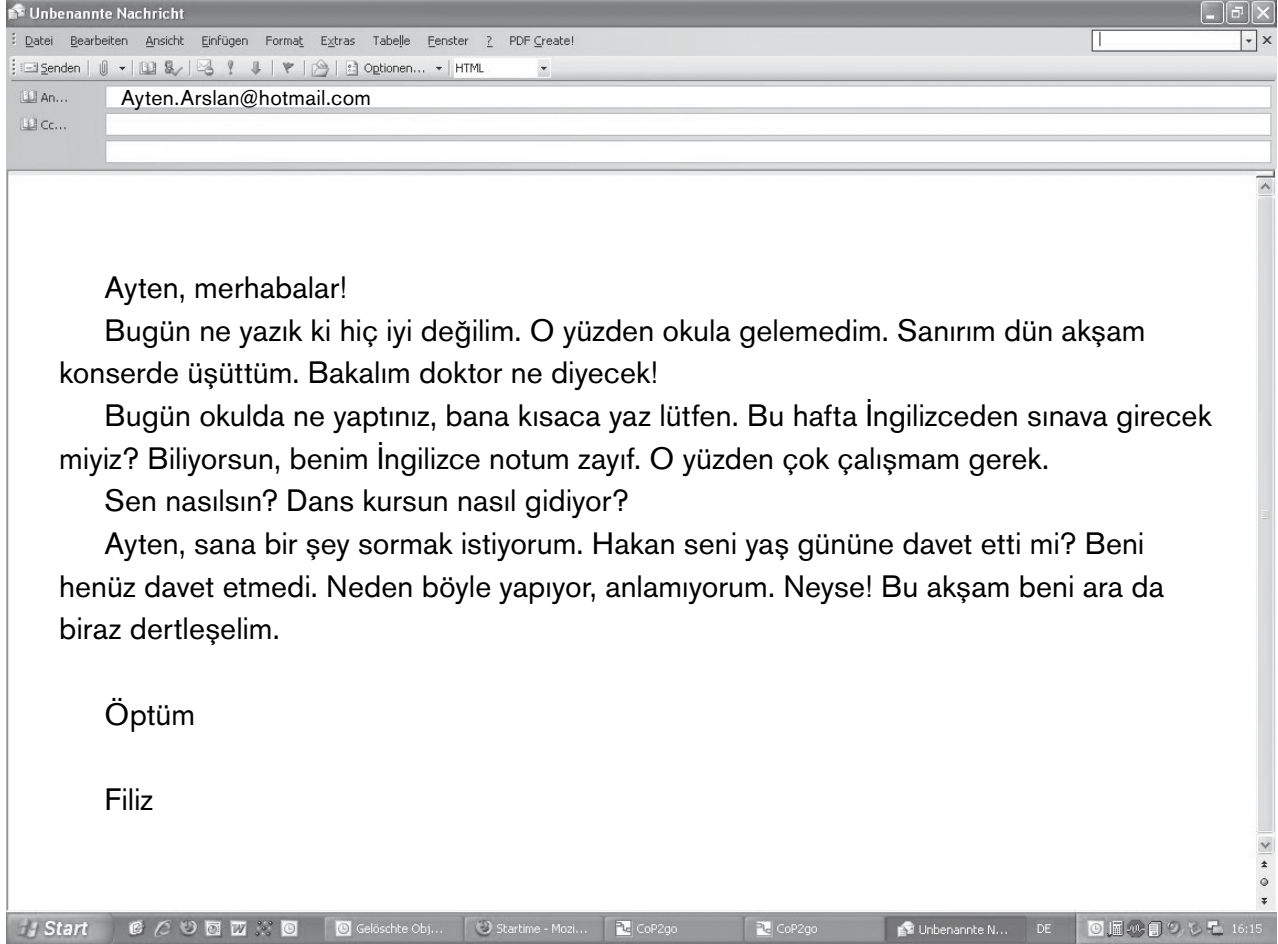 Unbenannte Nachricht
Datei Bearbeiten Ansicht Einfügen Format Extras Tabelle Fenster ? PDF Create!
Senden Optionen... HTML
An... Ayten.Arslan@hotmail.com
Cc...
Ayten, merhabalar!
Bugün ne yazık ki hiç iyi değilim. O yüzden okula gelemedim. Sanırım dün akşam
konserde üşüttüm. Bakalım doktor ne diyecek!
Bugün okulda ne yaptınız, bana kısaca yaz lütfen. Bu hafta İngilizceden sınava girecek
miyiz? Biliyorsun, benim İngilizce notum zayıf. O yüzden çok çalışmam gerek.
Sen nasılsın? Dans kursun nasıl gidiyor?
Ayten, sana bir şey sormak istiyorum. Hakan seni yaş gününe davet etti mi? Beni
henüz davet etmedi. Neden böyle yapıyor, anlamıyorum. Neyse! Bu akşam beni ara da
biraz dertleşelim.
Öptüm
Filiz
Start Gelöschte Obj... Startime - Mozi... CoP2go CoP2go Unbenannte N... DE 16:15